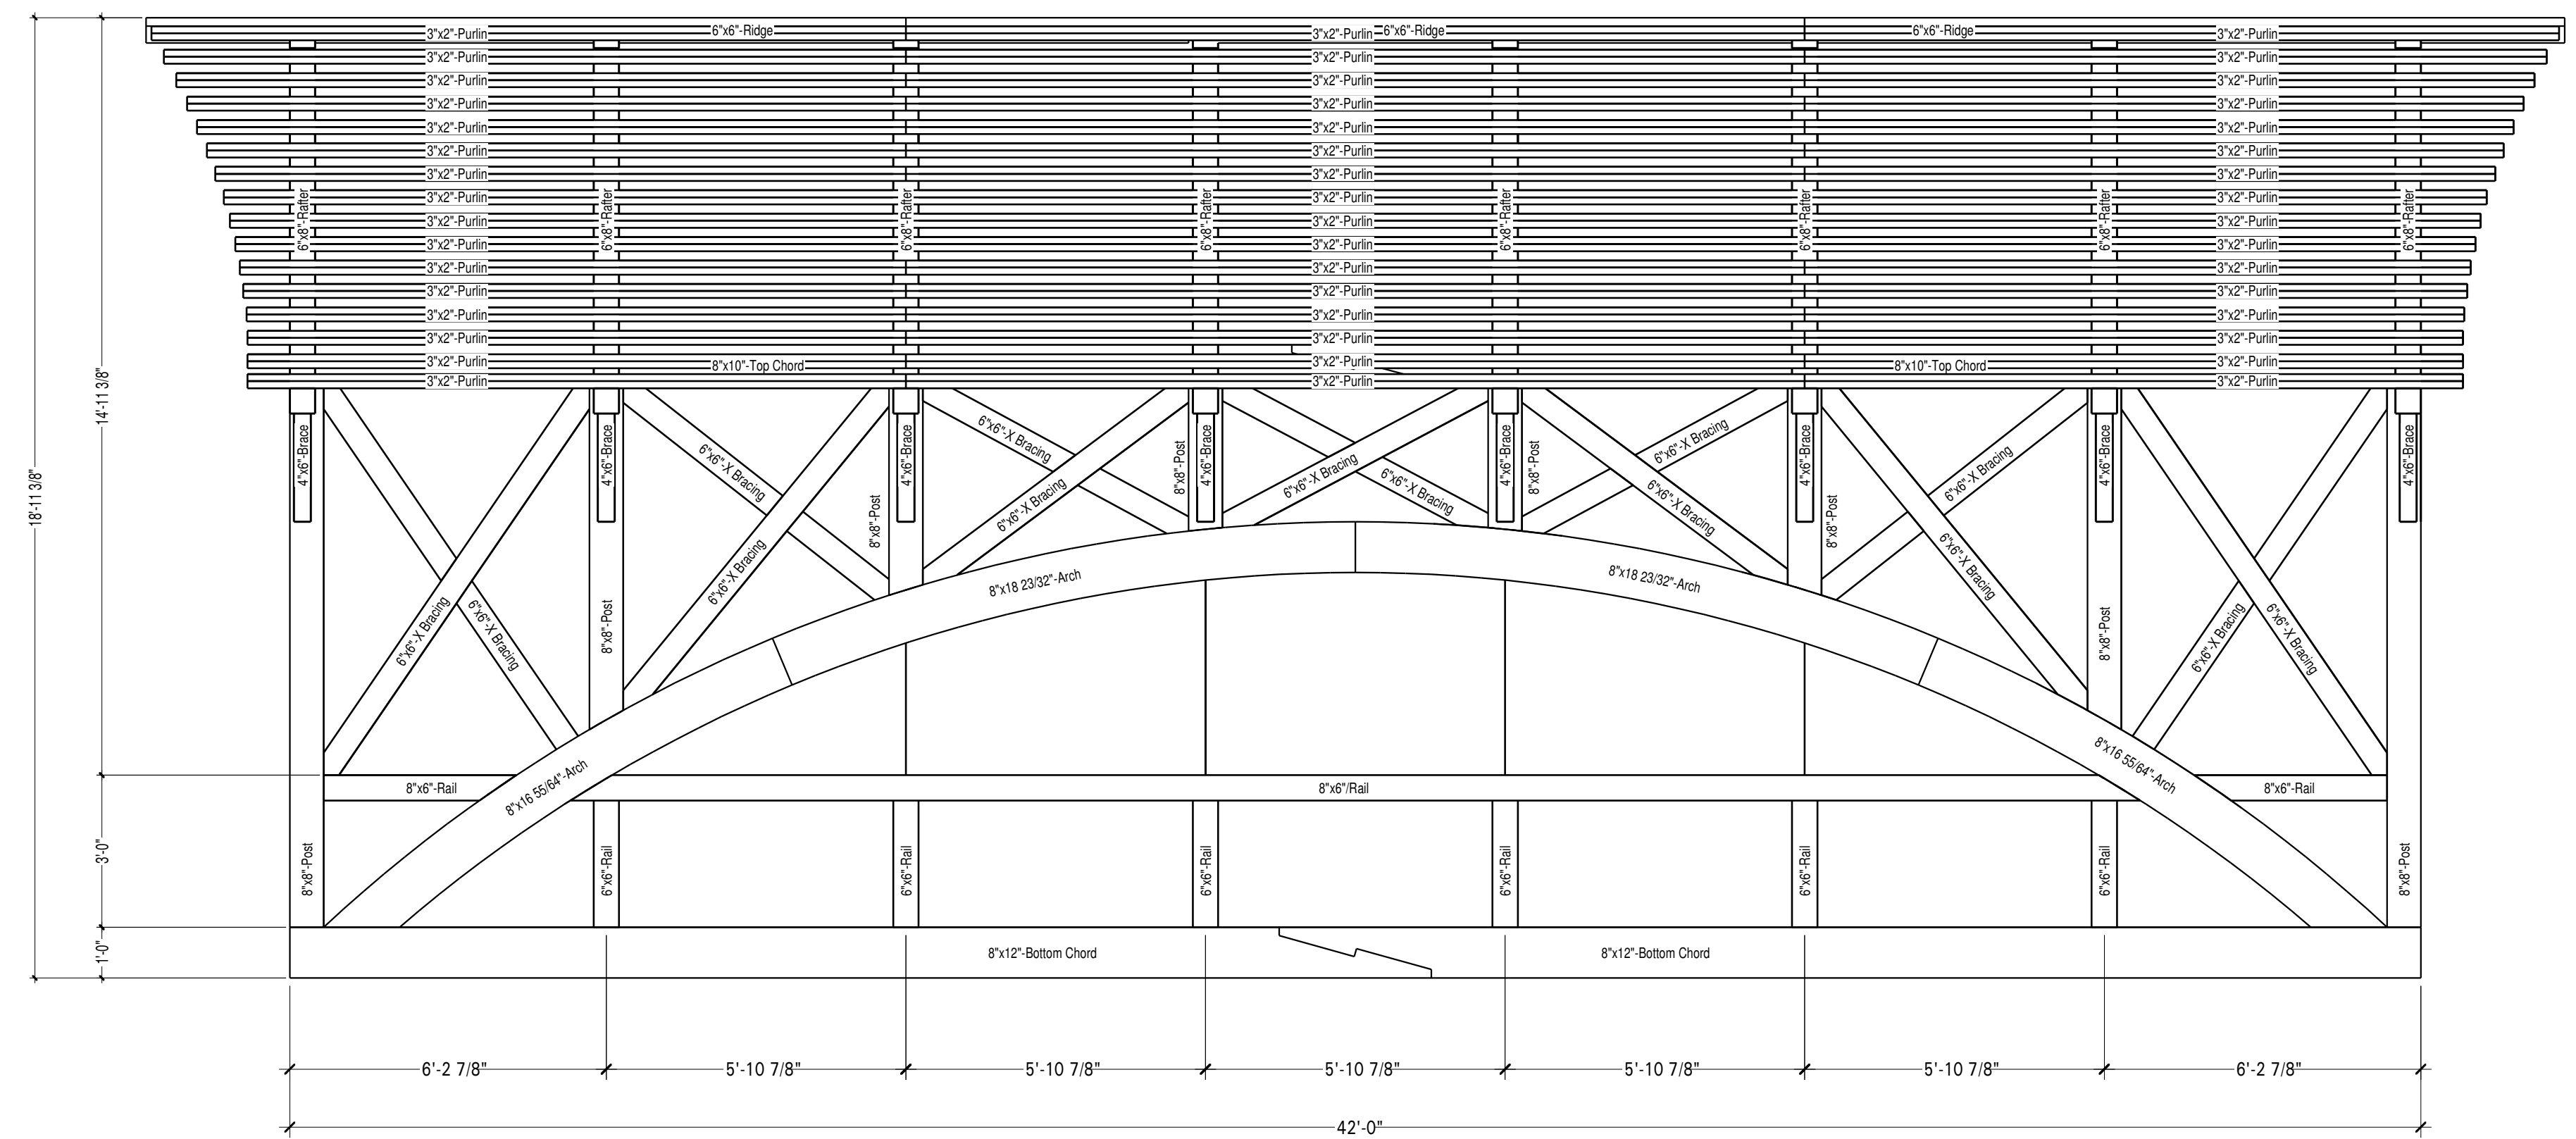 6"x6"-Ridge 6"x6"-Ridge 6"x6"-Ridge
3"x2"-Purlin 3"x2"-Purlin 3"x2"-Purlin
3"x2"-Purlin 3"x2"-Purlin 3"x2"-Purlin
3"x2"-Purlin 3"x2"-Purlin 3"x2"-Purlin
3"x2"-Purlin 3"x2"-Purlin 3"x2"-Purlin
3"x2"-Purlin 3"x2"-Purlin 3"x2"-Purlin
3"x2"-Purlin 3"x2"-Purlin 3"x2"-Purlin
3"x2"-Purlin 3"x2"-Purlin 3"x2"-Purlin
3"x2"-Purlin 3"x2"-Purlin 3"x2"-Purlin
3"x2"-Purlin 3"x2"-Purlin 3"x2"-Purlin
6"x8"-Rafter 6"x8"-Rafter 6"x8"-Rafter 6"x8"-Rafter 6"x8"-Rafter 6"x8"-Rafter 6"x8"-Rafter 6"x8"-Rafter
3"x2"-Purlin 3"x2"-Purlin 3"x2"-Purlin
3"x2"-Purlin 3"x2"-Purlin 3"x2"-Purlin
3"x2"-Purlin 3"x2"-Purlin 3"x2"-Purlin
3"x2"-Purlin 3"x2"-Purlin 3"x2"-Purlin
3"x2"-Purlin 3"x2"-Purlin 3"x2"-Purlin
3"x2"-Purlin 3"x2"-Purlin 3"x2"-Purlin
8"x10"-Top Chord 8"x10"-Top Chord
3"x2"-Purlin 3"x2"-Purlin 3"x2"-Purlin
14'-11 3/8"
18'-11 3/8"
4"x6"-Brace 4"x6"-Brace 4"x6"-Brace 4"x6"-Brace 4"x6"-Brace 4"x6"-Brace 4"x6"-Brace 4"x6"-Brace
6"x6"-X Bracing
6"x6"-X Bracing
6"x6"-X Bracing
6"x6"-X Bracing
6"x6"-X Bracing
6"x6"-X Bracing
6"x6"-X Bracing
6"x6"-X Bracing
6"x6"-X Bracing
6"x6"-X Bracing
6"x6"-X Bracing
6"x6"-X Bracing
6"x6"-X Bracing
6"x6"-X Bracing
8"x8"-Post
8"x8"-Post
8"x8"-Post
8"x8"-Post
8"x8"-Post
8"x8"-Post
8"x18 23/32"-Arch
8"x18 23/32"-Arch
8"x16 55/64"-Arch
8"x16 55/64"-Arch
8"x6"-Rail 8"x6"/Rail 8"x6"-Rail
3'-0"
8"x8"-Post 6"x6"-Rail 6"x6"-Rail 6"x6"-Rail 6"x6"-Rail 6"x6"-Rail 6"x6"-Rail 8"x8"-Post
1'-0"
8"x12"-Bottom Chord 8"x12"-Bottom Chord
6'-2 7/8" 5'-10 7/8" 5'-10 7/8" 5'-10 7/8" 5'-10 7/8" 5'-10 7/8" 6'-2 7/8"
42'-0"